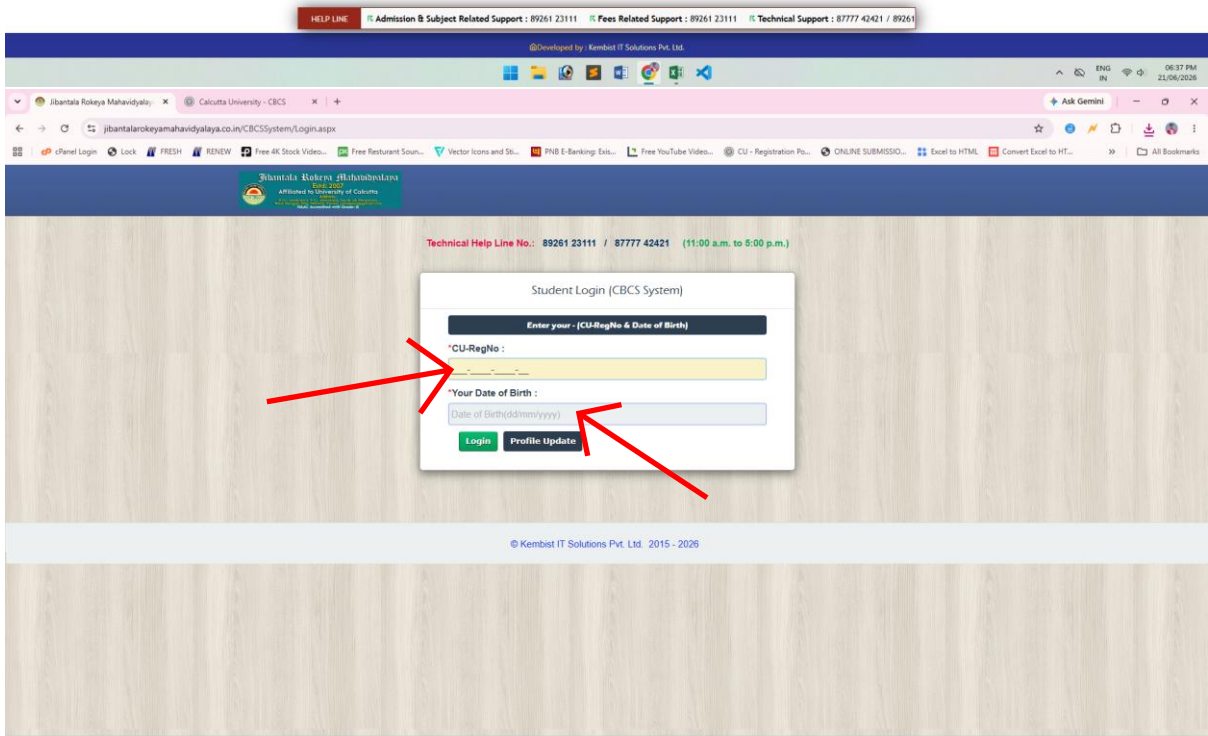 HELP LINE Admission & Subject Related Support : 89261 23111 Fees Related Support : 89261 23111 Technical Support : 87777 42421 / 89261
@Developed by : Kembist IT Solutions Pvt. Ltd.
ENG IN 06:37 PM 21/06/2026
Jibantala Rokeya Mahavidyalay Calcutta University - CBCS Ask Gemini
jibantalarokeyamahavidyalaya.co.in/CBCSSystem/Login.aspx
cPanel Login Lock FRESH RENEW Free 4K Stock Video... Free Resturant Soun... Vector Icons and Sti... PNB E-Banking: Exis... Free YouTube Video... CU - Registration Po... ONLINE SUBMISSIO... Excel to HTML Convert Excel to HT... All Bookmarks
Jibantala Rokeya Mahavidyalaya
Estd. 2007
Affiliated to University of Calcutta
Technical Help Line No.: 89261 23111 / 87777 42421 (11:00 a.m. to 5:00 p.m.)
Student Login (CBCS System)
Enter your - (CU-RegNo & Date of Birth)
*CU-RegNo :
___-____-____-__
*Your Date of Birth :
Date of Birth(dd/mm/yyyy)
Login Profile Update
© Kembist IT Solutions Pvt. Ltd. 2015 - 2026